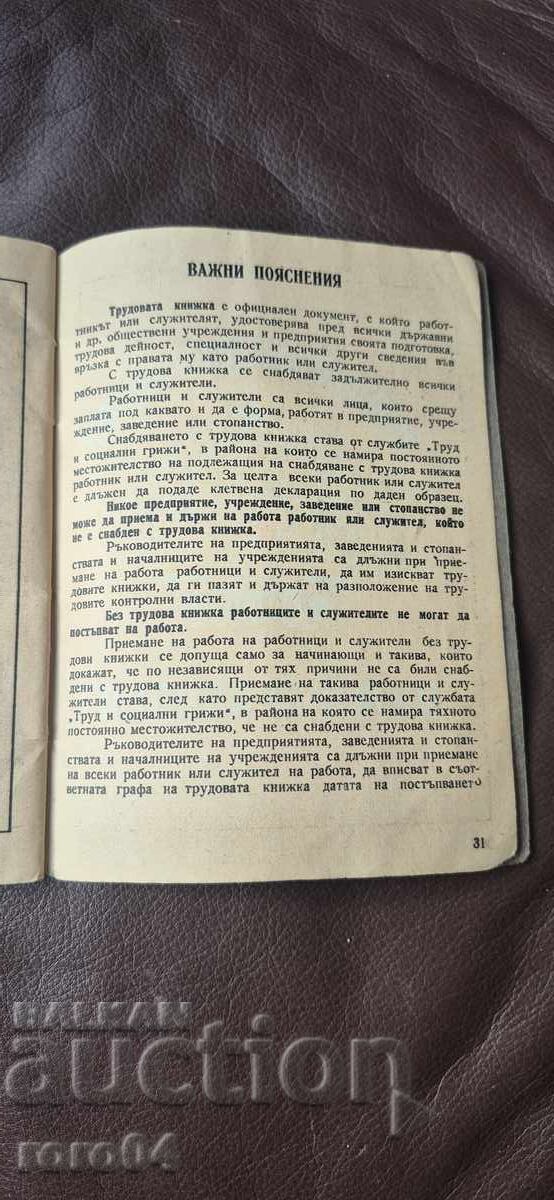 ВАЖНИ ПОЯСНЕНИЯ
Трудовата книжка е официален документ, с който работ-
тникът или служителят, удостоверява пред всички държавни
и др. обществени учреждения и предприятия своята подготовка,
трудова дейност, специалност и всички други сведения във
връзка с правата му като работник или служител.
С трудова книжка се снабдяват задължително всички
работници и служители.
Работници и служители са всички лица, които срещу
заплата под каквато и да е форма, работят в предприятие, учре-
ждение, заведение или стопанство.
Снабдяването с трудова книжка става от службите „Труд
и социални грижи“, в района на които се намира постоянното
местожителство на подлежащия на снабдяване с трудова книжка
работник или служител. За целта всеки работник или служител
е длъжен да подаде клетвена декларация по даден образец.
Никое предприятие, учреждение, заведение или стопанство не
може да приема и държи на работа работник или служител, който
не е снабден с трудова книжка.
Ръководителите на предприятията, заведенията и стопан-
ствата и началниците на учрежденията са длъжни при прие-
мане на работа работници и служители, да им изискват тру-
довите книжки, да ги пазят и държат на разположение на тру-
довите контролни власти.
Без трудова книжка работниците и служителите не могат да
постъпват на работа.
Приемане на работа на работници и служители без тру-
дови книжки се допуща само за начинающи и такива, които
докажат, че по независящи от тях причини не са били снаб-
дени с трудова книжка. Приемане на такива работници и слу-
жители става, след като представят доказателство от службата
„Труд и социални грижи“, в района на която се намира тяхното
постоянно местожителство, че не са снабдени с трудова книжка.
Ръководителите на предприятията, заведенията и стопан-
ствата и началниците на учрежденията са длъжни при приемане
на всеки работник или служител на работа, да вписват в съот-
ветната графа на трудовата книжка датата на постъпването
31
BALKAN
auction
roro04